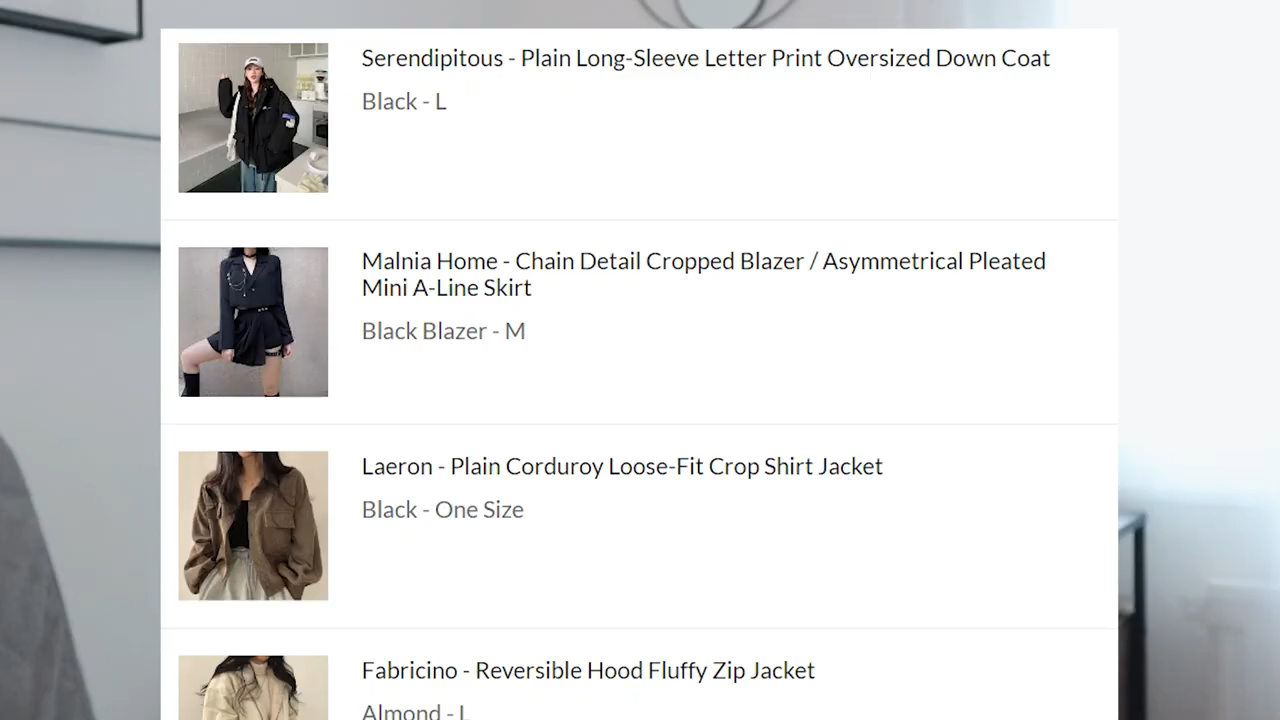 Serendipitous - Plain Long-Sleeve Letter Print Oversized Down Coat
Black - L
Malnia Home - Chain Detail Cropped Blazer / Asymmetrical Pleated
Mini A-Line Skirt
Black Blazer - M
Laeron - Plain Corduroy Loose-Fit Crop Shirt Jacket
Black - One Size
Fabricino - Reversible Hood Fluffy Zip Jacket
Almond - L